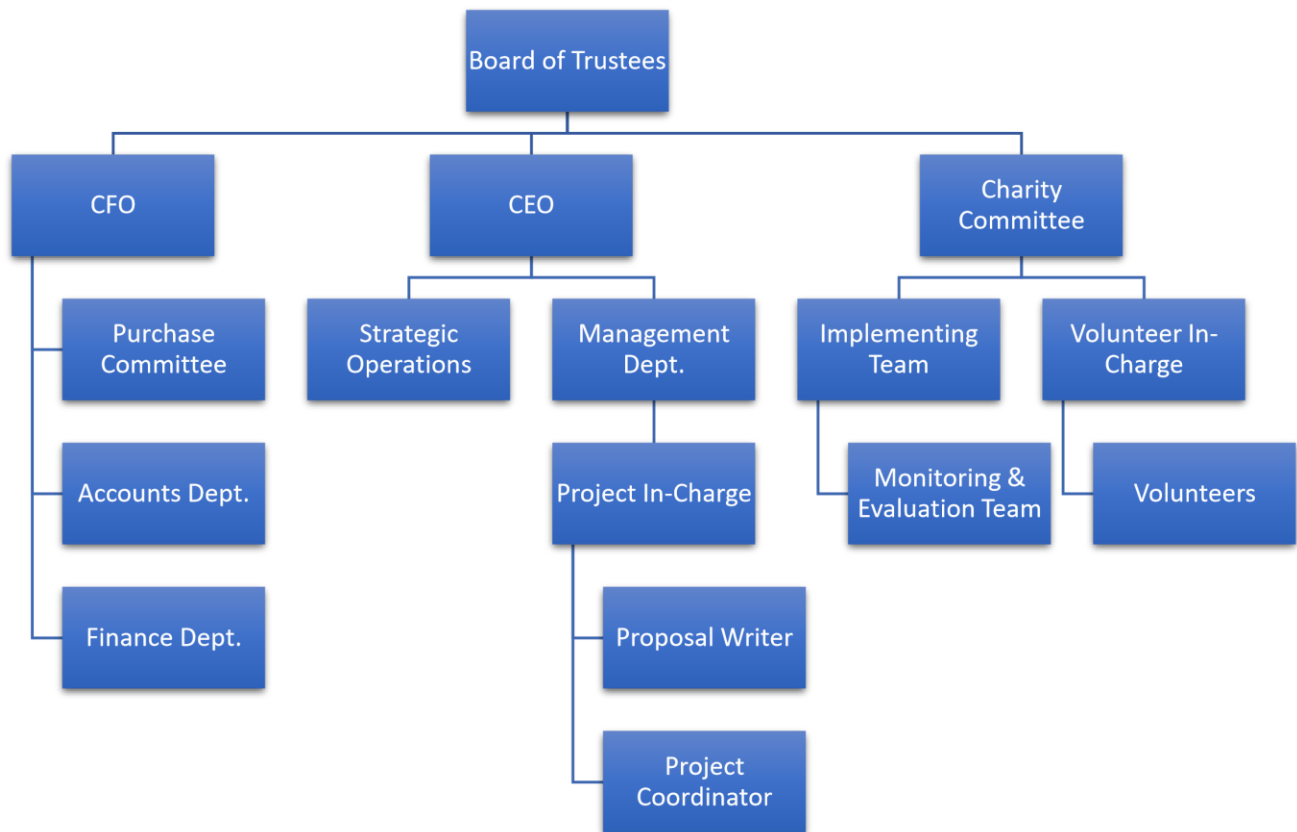 Board of Trustees
CFO
CEO
Charity
Committee
Purchase
Committee
Strategic
Operations
Management
Dept.
Implementing
Team
Volunteer In-
Charge
Accounts Dept.
Project In-Charge
Monitoring &
Evaluation Team
Volunteers
Finance Dept.
Proposal Writer
Project
Coordinator